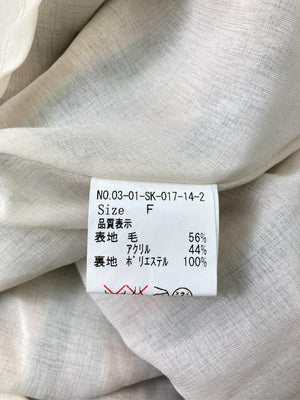 NO.03-01-SK-017-14-2
Size F
品質表示
表地 毛 56%
アクリル 44%
裏地 ポリエステル 100%